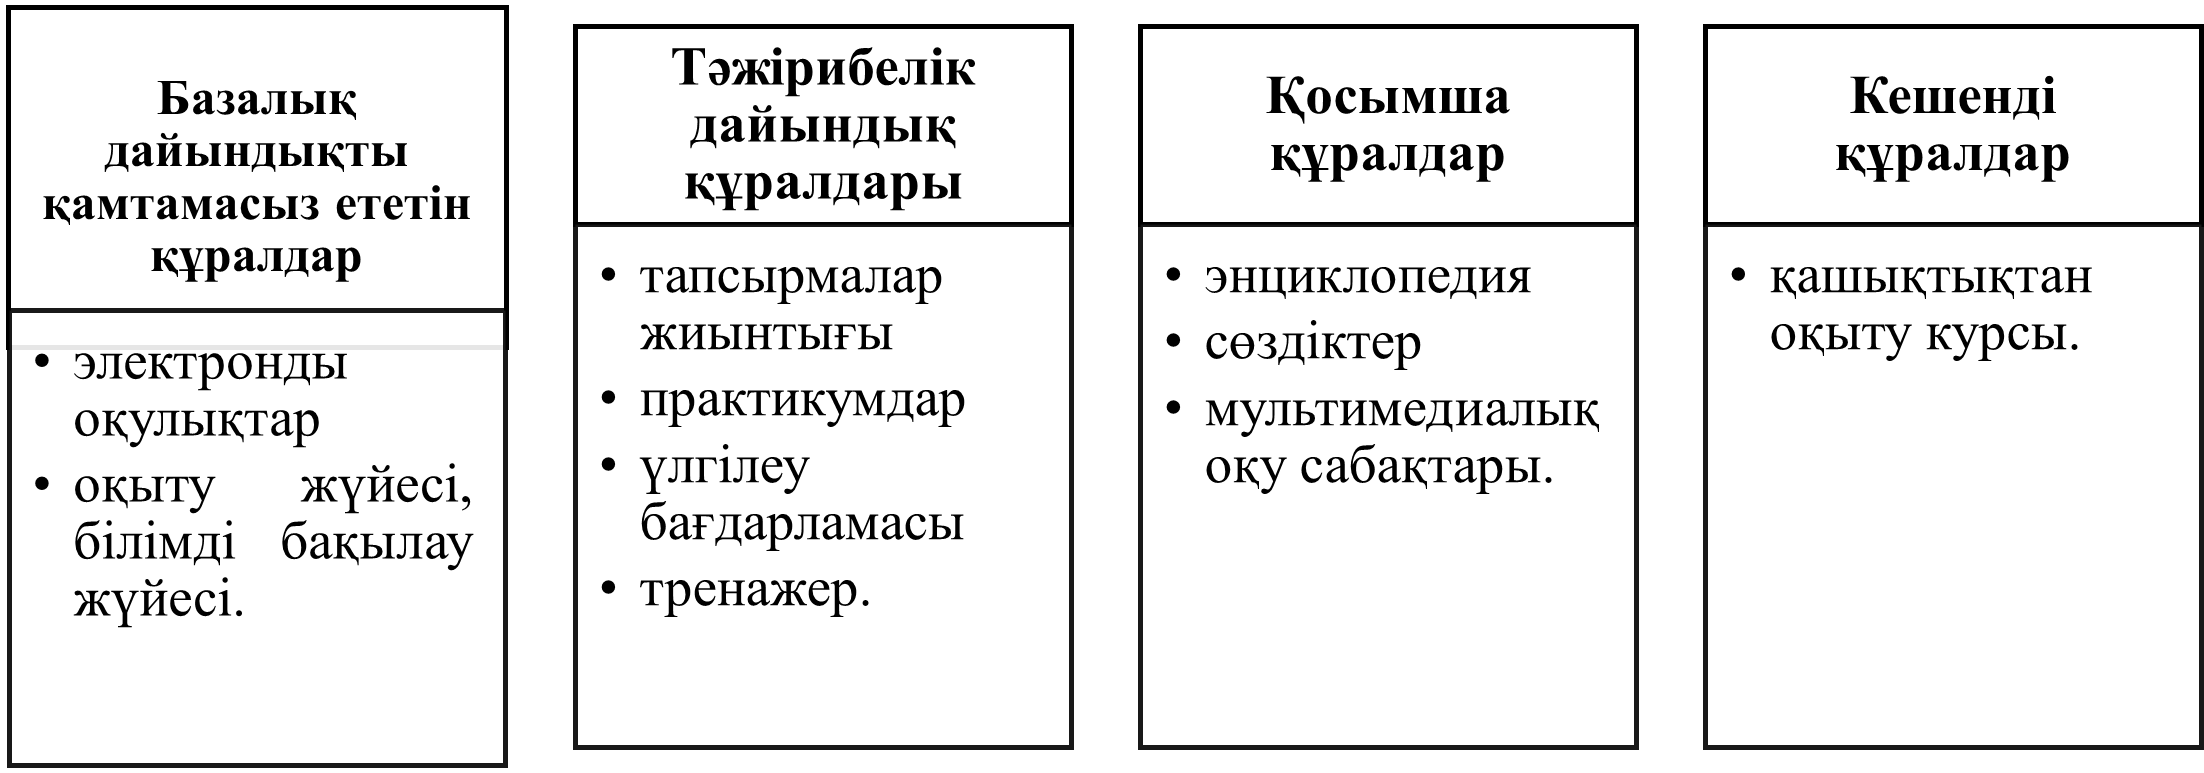 Базалық
дайындықты
қамтамасыз ететін
құралдар
• электронды
оқулықтар
• оқыту жүйесі,
білімді бақылау
жүйесі.
Тәжірибелік
дайындық
құралдары
• тапсырмалар
жиынтығы
• практикумдар
• үлгілеу
бағдарламасы
• тренажер.
Қосымша
құралдар
• энциклопедия
• сөздіктер
• мультимедиалық
оқу сабақтары.
Кешенді
құралдар
• қашықтықтан
оқыту курсы.